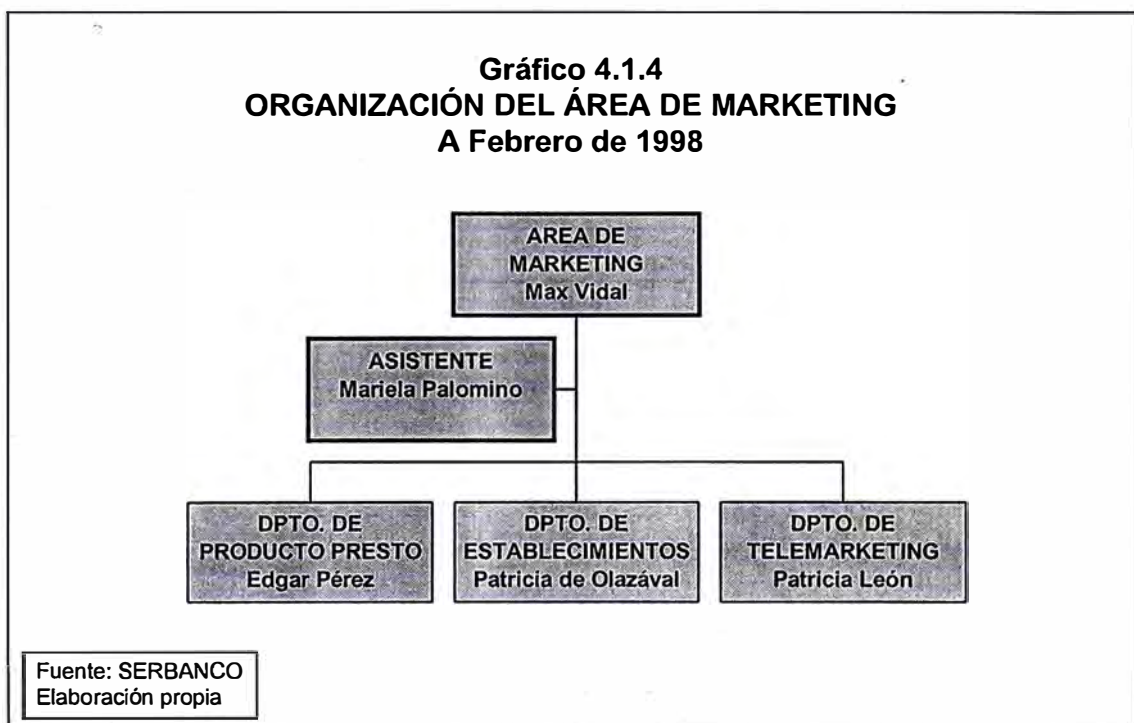 Gráfico 4.1.4
ORGANIZACIÓN DEL ÁREA DE MARKETING
A Febrero de 1998
AREA DE
MARKETING
Max Vidal
ASISTENTE
Mariela Palomino
DPTO. DE
PRODUCTO PRESTO
Edgar Pérez
DPTO. DE
ESTABLECIMIENTOS
Patricia de Olazával
DPTO. DE
TELEMARKETING
Patricia León
Fuente: SERBANCO
Elaboración propia